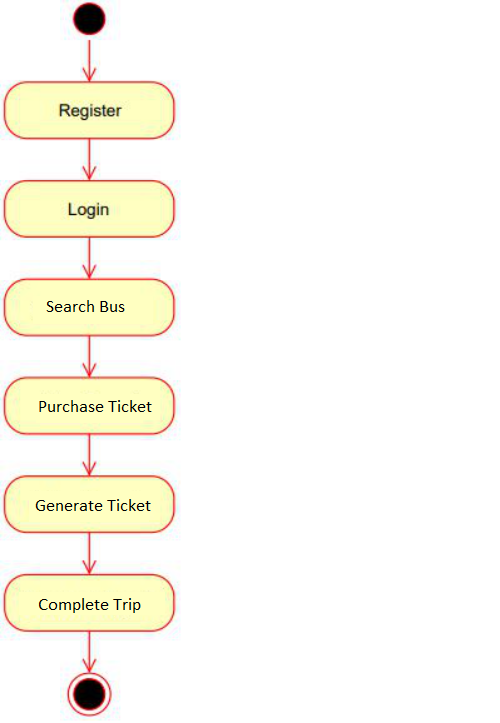 Register
Login
Search Bus
Purchase Ticket
Generate Ticket
Complete Trip